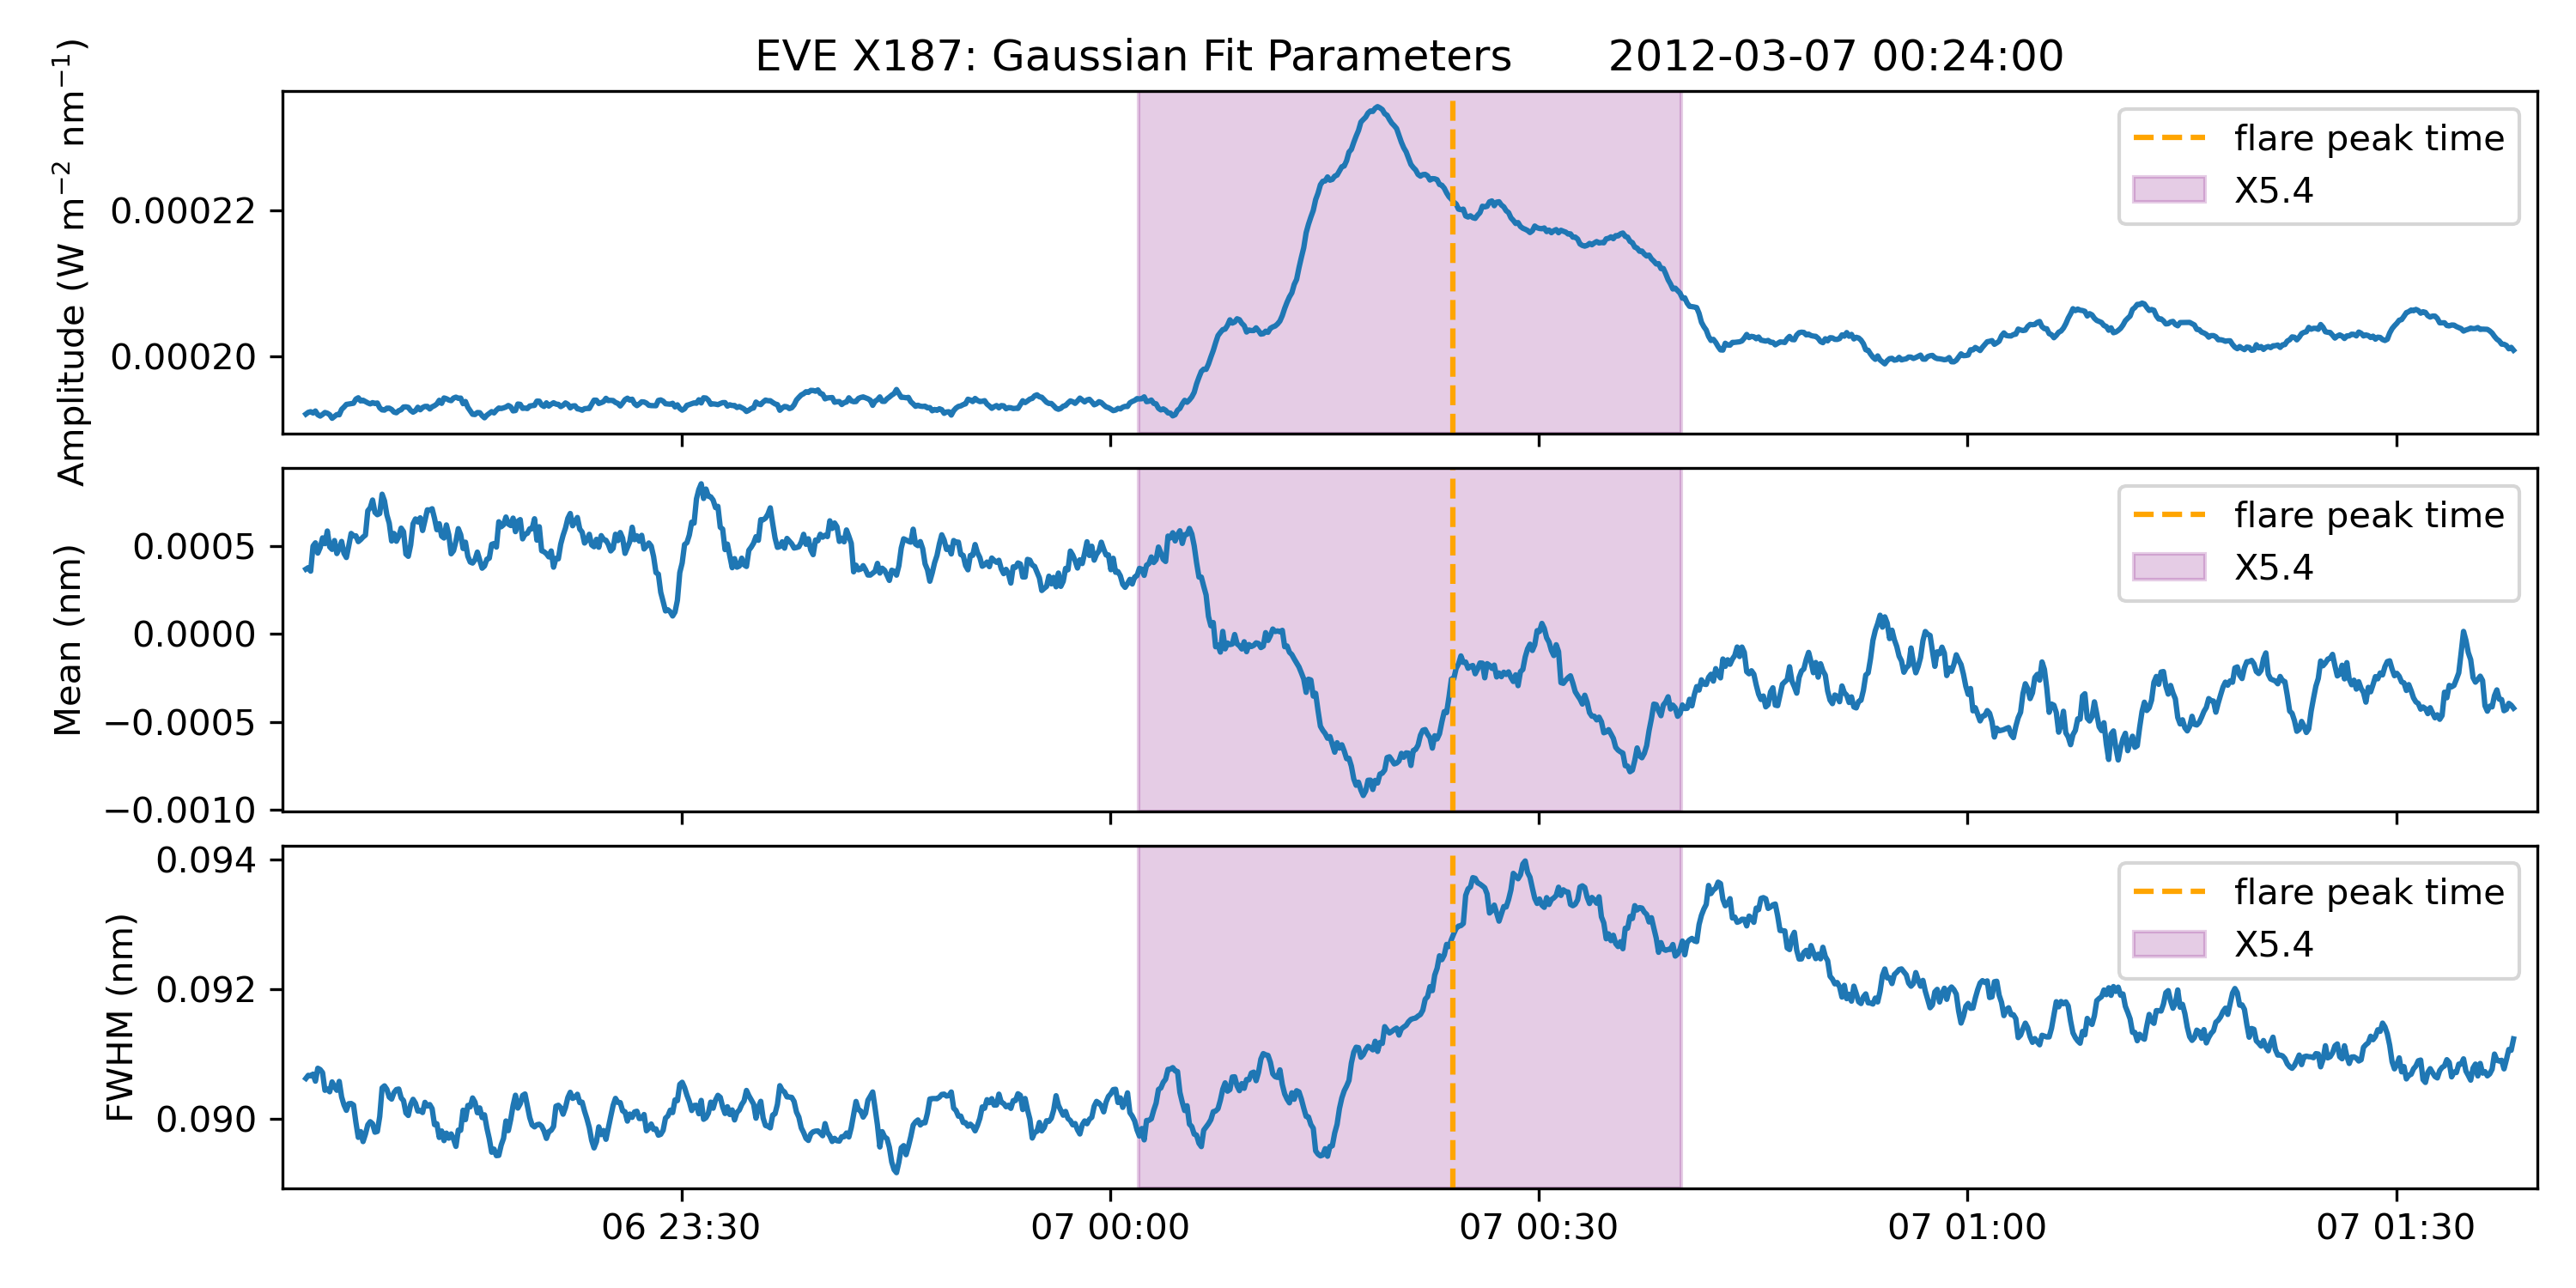 EVE X187: Gaussian Fit Parameters 2012-03-07 00:24:00
Amplitude (W m⁻² nm⁻¹)
0.00022
0.00020
flare peak time
X5.4
Mean (nm)
0.0005
0.0000
−0.0005
−0.0010
flare peak time
X5.4
FWHM (nm)
0.094
0.092
0.090
flare peak time
X5.4
06 23:30 07 00:00 07 00:30 07 01:00 07 01:30